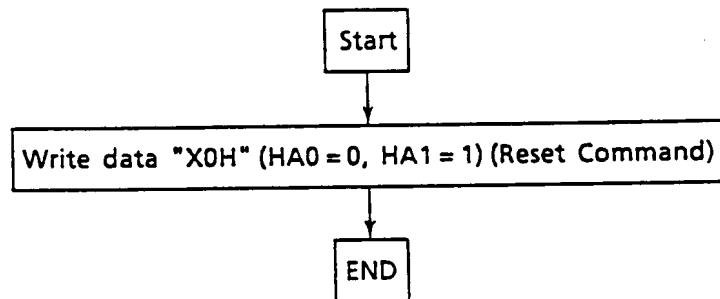 Start
Write data "X0H" (HA0 = 0, HA1 = 1) (Reset Command)
END